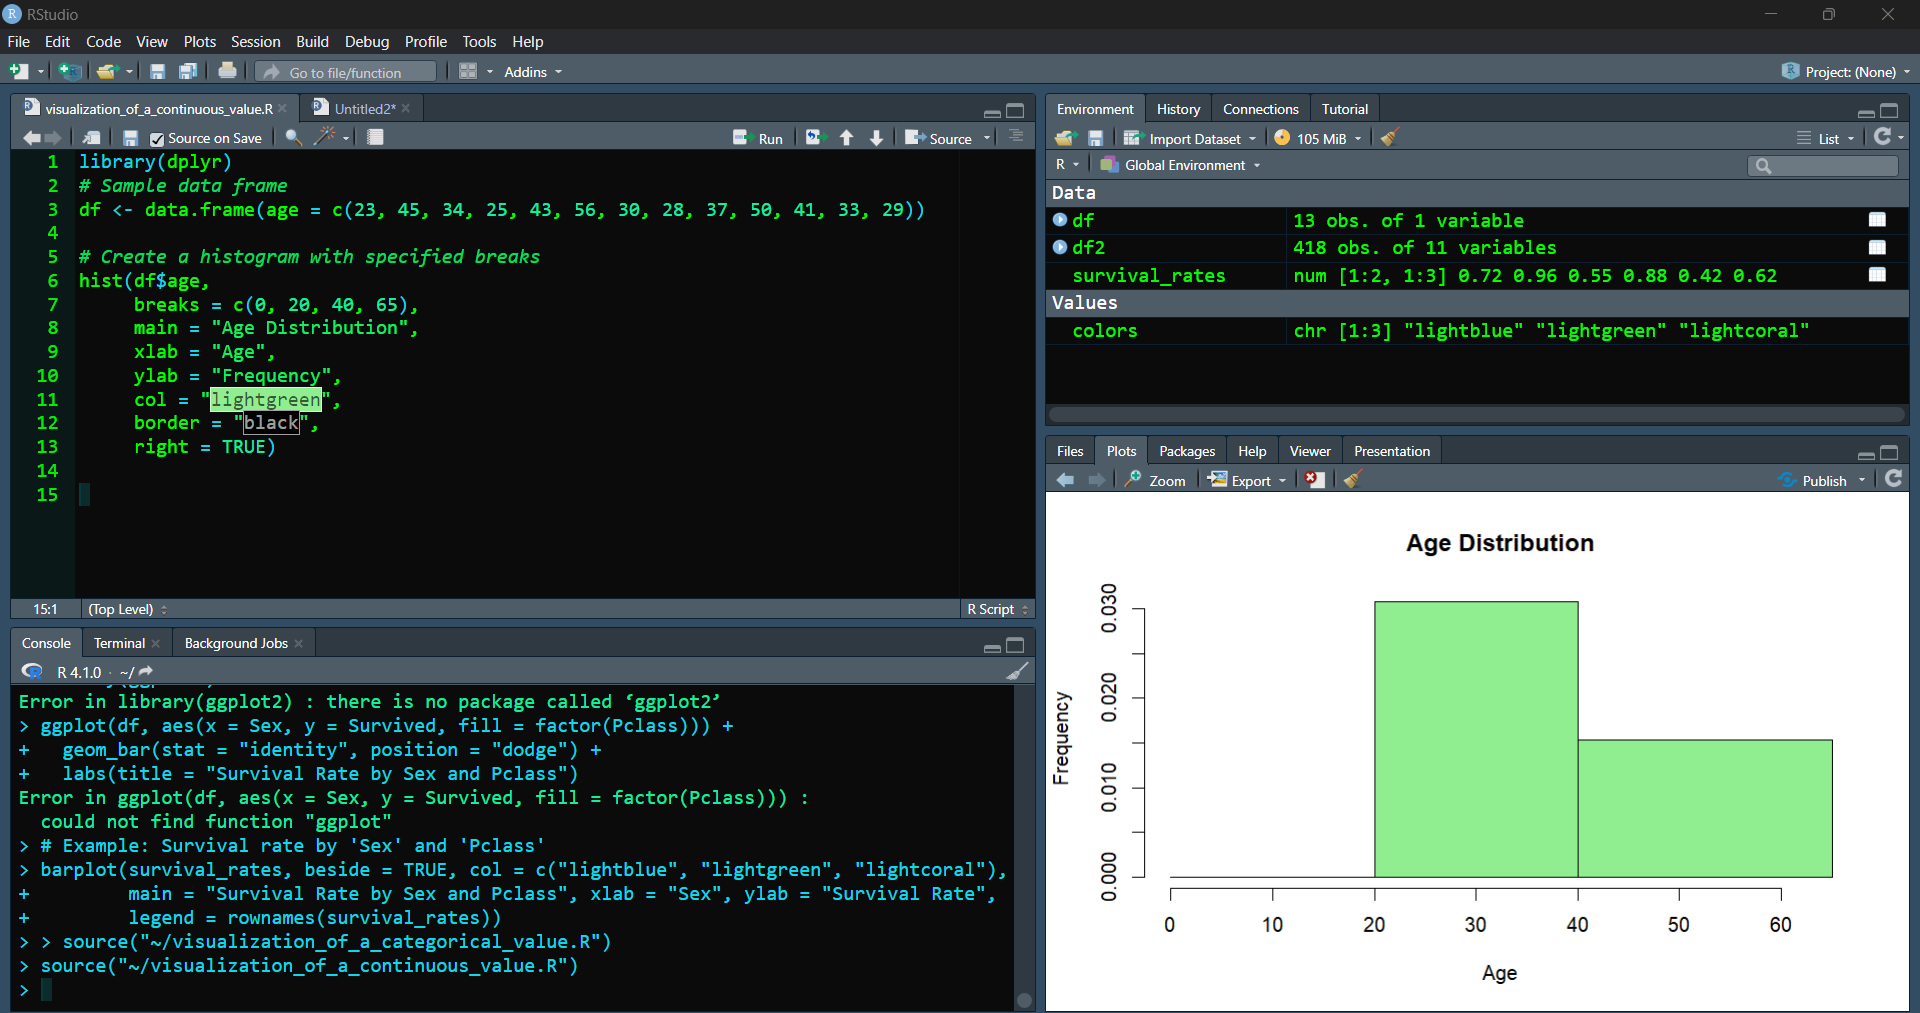 RStudio
File Edit Code View Plots Session Build Debug Profile Tools Help
Go to file/function Addins Project: (None)
visualization_of_a_continuous_value.R Untitled2*
Source on Save Run Source
1 library(dplyr)
2 # Sample data frame
3 df <- data.frame(age = c(23, 45, 34, 25, 43, 56, 30, 28, 37, 50, 41, 33, 29))
4
5 # Create a histogram with specified breaks
6 hist(df$age,
7 breaks = c(0, 20, 40, 65),
8 main = "Age Distribution",
9 xlab = "Age",
10 ylab = "Frequency",
11 col = "lightgreen",
12 border = "black",
13 right = TRUE)
14
15
15:1 (Top Level) R Script
Console Terminal Background Jobs
R 4.1.0 · ~/
Error in library(ggplot2) : there is no package called ‘ggplot2’
> ggplot(df, aes(x = Sex, y = Survived, fill = factor(Pclass))) +
+ geom_bar(stat = "identity", position = "dodge") +
+ labs(title = "Survival Rate by Sex and Pclass")
Error in ggplot(df, aes(x = Sex, y = Survived, fill = factor(Pclass))) :
could not find function "ggplot"
> # Example: Survival rate by 'Sex' and 'Pclass'
> barplot(survival_rates, beside = TRUE, col = c("lightblue", "lightgreen", "lightcoral"),
+ main = "Survival Rate by Sex and Pclass", xlab = "Sex", ylab = "Survival Rate",
+ legend = rownames(survival_rates))
> > source("~/visualization_of_a_categorical_value.R")
> source("~/visualization_of_a_continuous_value.R")
>
Environment History Connections Tutorial
Import Dataset 105 MiB List
R Global Environment
Data
df 13 obs. of 1 variable
df2 418 obs. of 11 variables
survival_rates num [1:2, 1:3] 0.72 0.96 0.55 0.88 0.42 0.62
Values
colors chr [1:3] "lightblue" "lightgreen" "lightcoral"
Files Plots Packages Help Viewer Presentation
Zoom Export Publish
Age Distribution
Frequency
0.030
0.020
0.010
0.000
0 10 20 30 40 50 60
Age